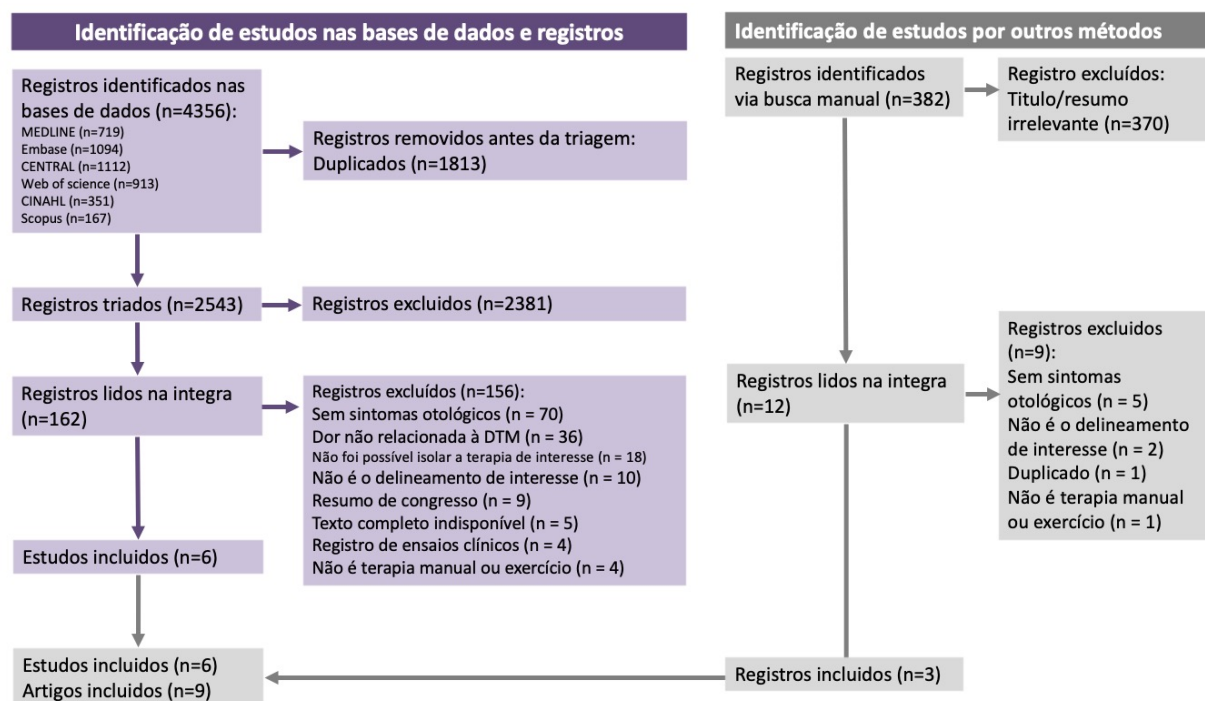 Identificação de estudos nas bases de dados e registros
Registros identificados nas
bases de dados (n=4356):
MEDLINE (n=719)
Embase (n=1094)
CENTRAL (n=1112)
Web of science (n=913)
CINAHL (n=351)
Scopus (n=167)
Registros removidos antes da triagem:
Duplicados (n=1813)
Registros triados (n=2543)
Registros excluidos (n=2381)
Registros lidos na integra
(n=162)
Registros excluídos (n=156):
Sem sintomas otológicos (n = 70)
Dor não relacionada à DTM (n = 36)
Não foi possível isolar a terapia de interesse (n = 18)
Não é o delineamento de interesse (n = 10)
Resumo de congresso (n = 9)
Texto completo indisponível (n = 5)
Registro de ensaios clínicos (n = 4)
Não é terapia manual ou exercício (n = 4)
Estudos incluidos (n=6)
Estudos incluidos (n=6)
Artigos incluidos (n=9)
Identificação de estudos por outros métodos
Registros identificados
via busca manual (n=382)
Registro excluídos:
Titulo/resumo
irrelevante (n=370)
Registros lidos na integra
(n=12)
Registros excluidos
(n=9):
Sem sintomas
otológicos (n = 5)
Não é o delineamento
de interesse (n = 2)
Duplicado (n = 1)
Não é terapia manual
ou exercício (n = 1)
Registros incluidos (n=3)